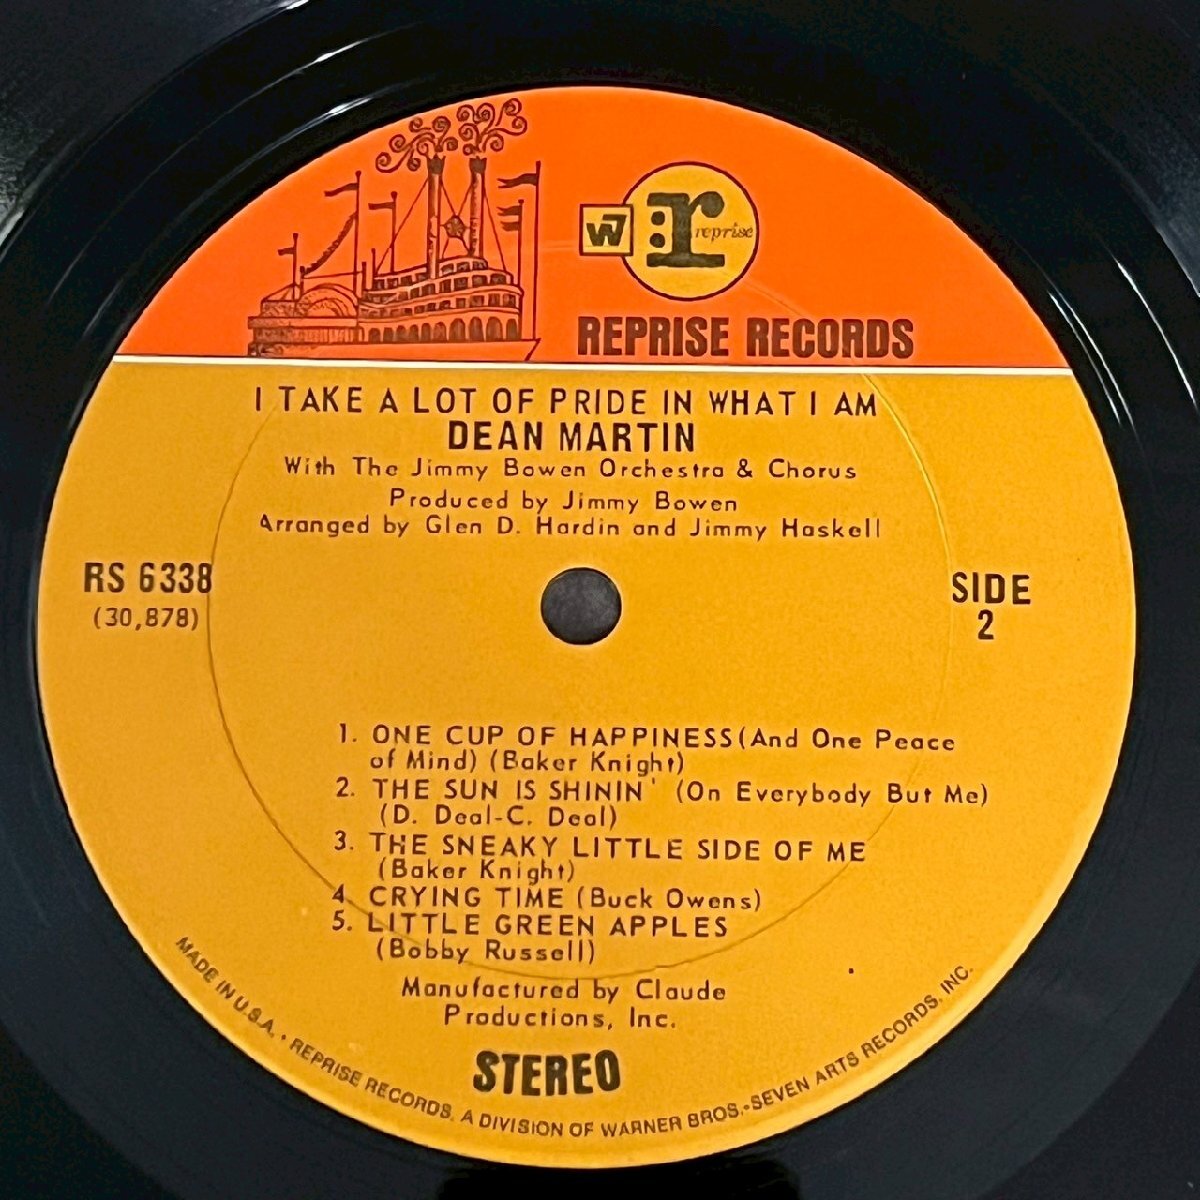 W7 r: reprise
REPRISE RECORDS
I TAKE A LOT OF PRIDE IN WHAT I AM
DEAN MARTIN
With The Jimmy Bowen Orchestra & Chorus
Produced by Jimmy Bowen
Arranged by Glen D. Hardin and Jimmy Haskell
RS 6338
(30,878)
SIDE
2
1. ONE CUP OF HAPPINESS (And One Peace
of Mind) (Baker Knight)
2. THE SUN IS SHININ' (On Everybody But Me)
(D. Deal-C. Deal)
3. THE SNEAKY LITTLE SIDE OF ME
(Baker Knight)
4. CRYING TIME (Buck Owens)
5. LITTLE GREEN APPLES
(Bobby Russell)
Manufactured by Claude
Productions, Inc.
STEREO
MADE IN U.S.A. • REPRISE RECORDS, A DIVISION OF WARNER BROS.-SEVEN ARTS RECORDS, INC.